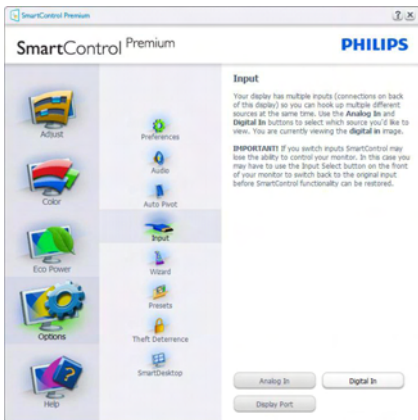 SmartControl Premium
SmartControl Premium
PHILIPS
Adjust
Color
Eco Power
Options
Help
Preferences
Audio
Auto Pivot
Input
Wizard
Presets
Theft Deterrence
SmartDesktop
Input
Your display has multiple inputs (connections on back
of this display) so you can hook up multiple different
sources at the same time. Use the Analog In and
Digital In buttons to select which source you'd like to
view. You are currently viewing the digital in image.
IMPORTANT! If you switch inputs SmartControl may
lose the ability to control your monitor. In this case you
may have to use the Input Select button on the front
of your monitor to switch back to the original input
before SmartControl functionality can be restored.
Analog In
Digital In
Display Port